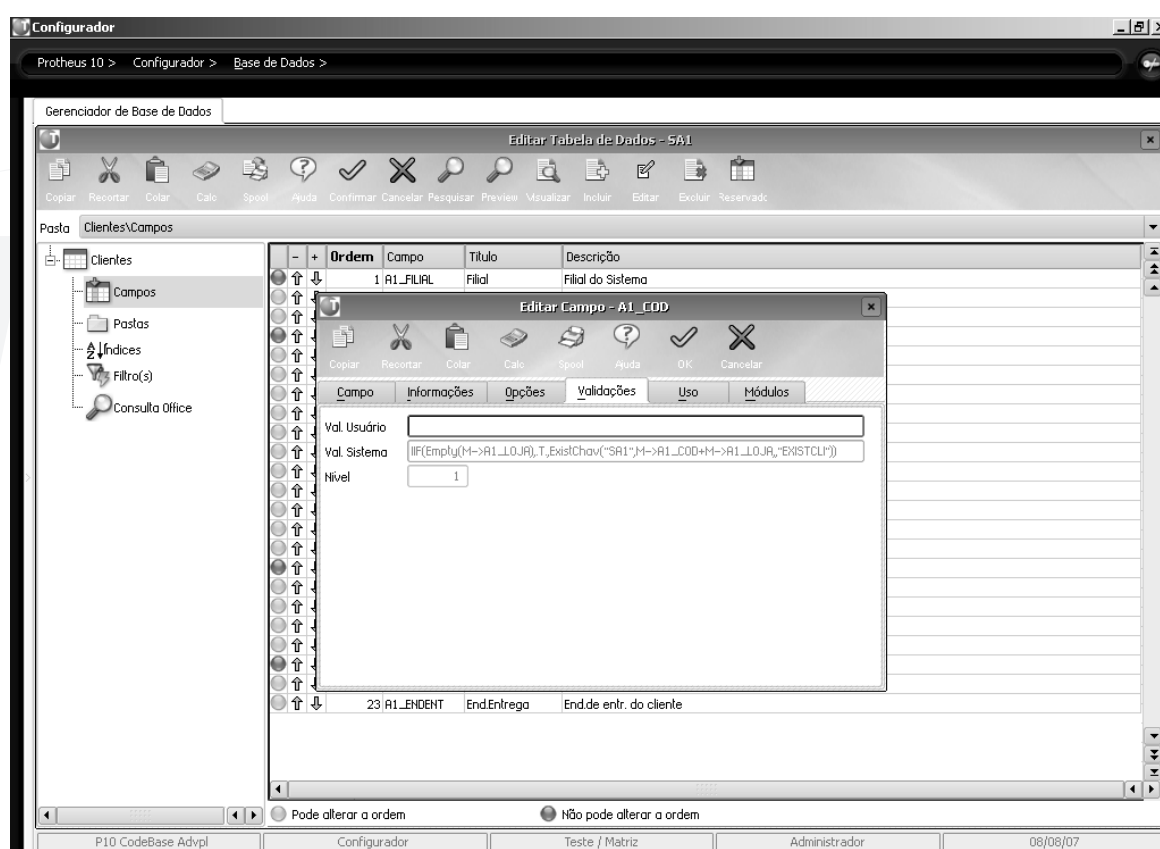 Configurador
Protheus 10 > Configurador > Base de Dados >
Gerenciador de Base de Dados
Editar Tabela de Dados - SA1
Copiar Recortar Colar Calc Spool Ajuda Confirmar Cancelar Pesquisar Preview Visualizar Incluir Editar Excluir Reservado
Pasta Clientes\Campos
Clientes
Campos
Pastas
Índices
Filtro(s)
Consulta Office
- + Ordem Campo Título Descrição
1 A1_FILIAL Filial Filial do Sistema
Editar Campo - A1_COD
Copiar Recortar Colar Calc Spool Ajuda OK Cancelar
Campo Informações Opções Validações Uso Módulos
Val. Usuário
Val. Sistema IIF(Empty(M->A1_LOJA),.T.,ExistChav("SA1",M->A1_COD+M->A1_LOJA,,"EXISTCLI"))
Nível 1
23 A1_ENDENT End.Entrega End.de entr. do cliente
Pode alterar a ordem Não pode alterar a ordem
P10 CodeBase Advpl Configurador Teste / Matriz Administrador 08/08/07